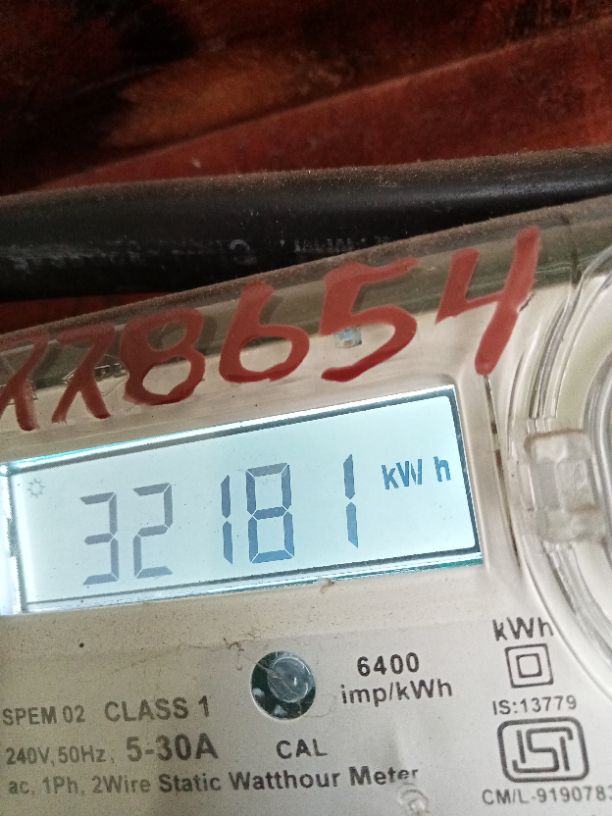 778654
32181 kWh
6400
imp/kWh
kWh
IS:13779
SPEM 02 CLASS 1
240V, 50Hz, 5-30A CAL
ac, 1Ph, 2Wire Static Watthour Meter
CM/L-9190783